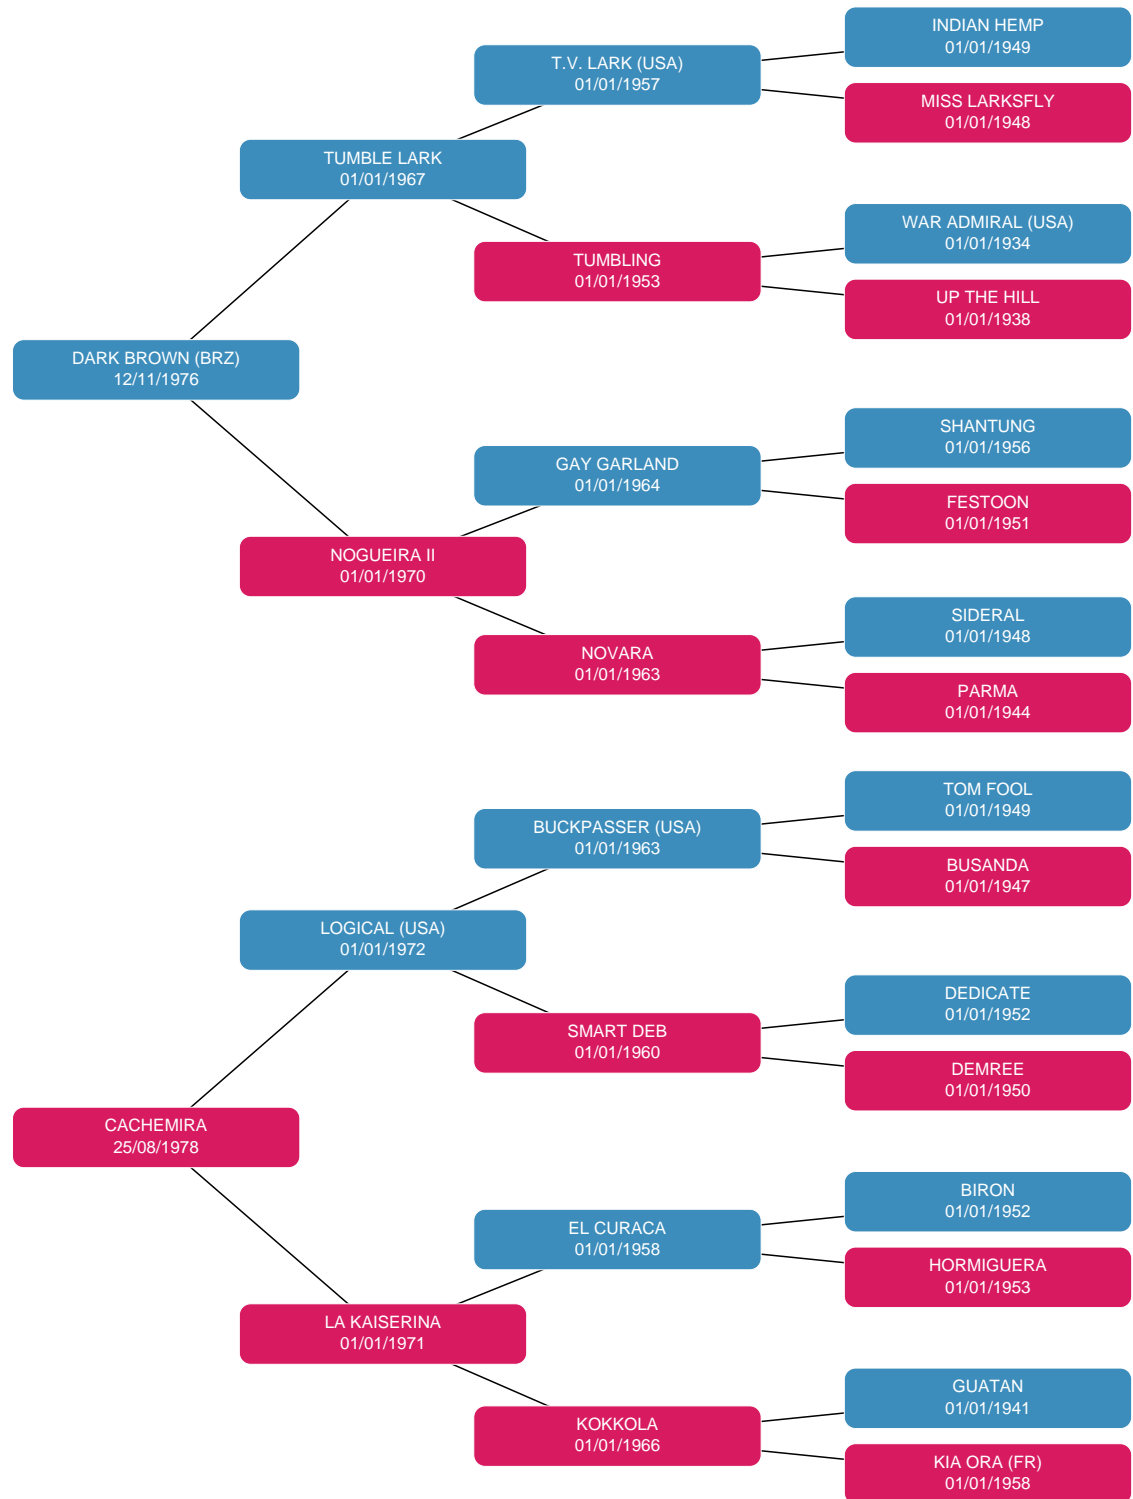 INDIAN HEMP
01/01/1949
T.V. LARK (USA)
01/01/1957
MISS LARKSFLY
01/01/1948
TUMBLE LARK
01/01/1967
WAR ADMIRAL (USA)
01/01/1934
TUMBLING
01/01/1953
UP THE HILL
01/01/1938
DARK BROWN (BRZ)
12/11/1976
SHANTUNG
01/01/1956
GAY GARLAND
01/01/1964
FESTOON
01/01/1951
NOGUEIRA II
01/01/1970
SIDERAL
01/01/1948
NOVARA
01/01/1963
PARMA
01/01/1944
TOM FOOL
01/01/1949
BUCKPASSER (USA)
01/01/1963
BUSANDA
01/01/1947
LOGICAL (USA)
01/01/1972
DEDICATE
01/01/1952
SMART DEB
01/01/1960
DEMREE
01/01/1950
CACHEMIRA
25/08/1978
BIRON
01/01/1952
EL CURACA
01/01/1958
HORMIGUERA
01/01/1953
LA KAISERINA
01/01/1971
GUATAN
01/01/1941
KOKKOLA
01/01/1966
KIA ORA (FR)
01/01/1958